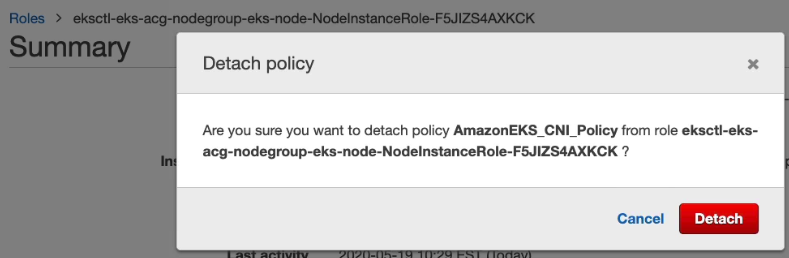 Roles > eksctl-eks-acg-nodegroup-eks-node-NodeInstanceRole-F5JIZS4AXKCK
Summary
Detach policy
Are you sure you want to detach policy AmazonEKS_CNI_Policy from role eksctl-eks-
acg-nodegroup-eks-node-NodeInstanceRole-F5JIZS4AXKCK ?
Ins
Cancel Detach
Last activity 2020-05-19 10:29 EST (Today)